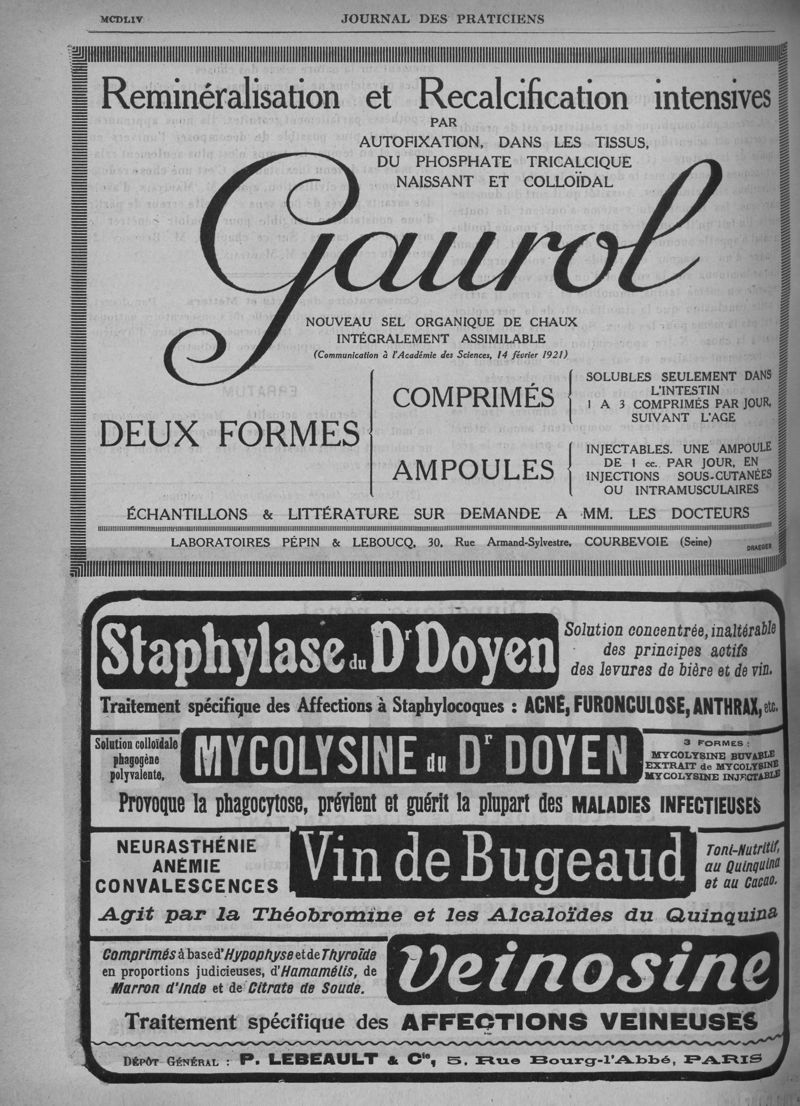 MCDLIV
JOURNAL DES PRATICIENS
Reminéralisation et Recalcification intensives
PAR
AUTOFIXATION, DANS LES TISSUS,
DU PHOSPHATE TRICALCIQUE
NAISSANT ET COLLOÏDAL
Gaurol
NOUVEAU SEL ORGANIQUE DE CHAUX
INTÉGRALEMENT ASSIMILABLE
(Communication à l'Académie des Sciences, 14 février 1921)
DEUX FORMES
COMPRIMÉS
SOLUBLES SEULEMENT DANS
L'INTESTIN
1 A 3 COMPRIMÉS PAR JOUR,
SUIVANT L'AGE
AMPOULES
INJECTABLES. UNE AMPOULE
DE 1 cc. PAR JOUR, EN
INJECTIONS SOUS-CUTANÉES
OU INTRAMUSCULAIRES
ÉCHANTILLONS & LITTÉRATURE SUR DEMANDE A MM. LES DOCTEURS
LABORATOIRES PÉPIN & LEBOUCQ, 30, Rue Armand-Sylvestre, COURBEVOIE (Seine)
DRAEGER
Staphylase du Dr Doyen
Solution concentrée, inaltérable
des principes actifs
des levures de bière et de vin.
Traitement spécifique des Affections à Staphylocoques : ACNÉ, FURONCULOSE, ANTHRAX, etc.
Solution colloïdale
phagogène
polyvalente,
MYCOLYSINE du Dr DOYEN
3 FORMES :
MYCOLYSINE BUVABLE
EXTRAIT de MYCOLYSINE
MYCOLYSINE INJECTABLE
Provoque la phagocytose, prévient et guérit la plupart des MALADIES INFECTIEUSES
NEURASTHÉNIE
ANÉMIE
CONVALESCENCES
Vin de Bugeaud
Toni-Nutritif,
au Quinquina
et au Cacao.
Agit par la Théobromine et les Alcaloïdes du Quinquina
Comprimés à base d'Hypophyse et de Thyroïde
en proportions judicieuses, d'Hamamélis, de
Marron d'Inde et de Citrate de Soude.
Veinosine
Traitement spécifique des AFFECTIONS VEINEUSES
DÉPÔT GÉNÉRAL : P. LEBEAULT & Cie, 5, Rue Bourg-l'Abbé, PARIS